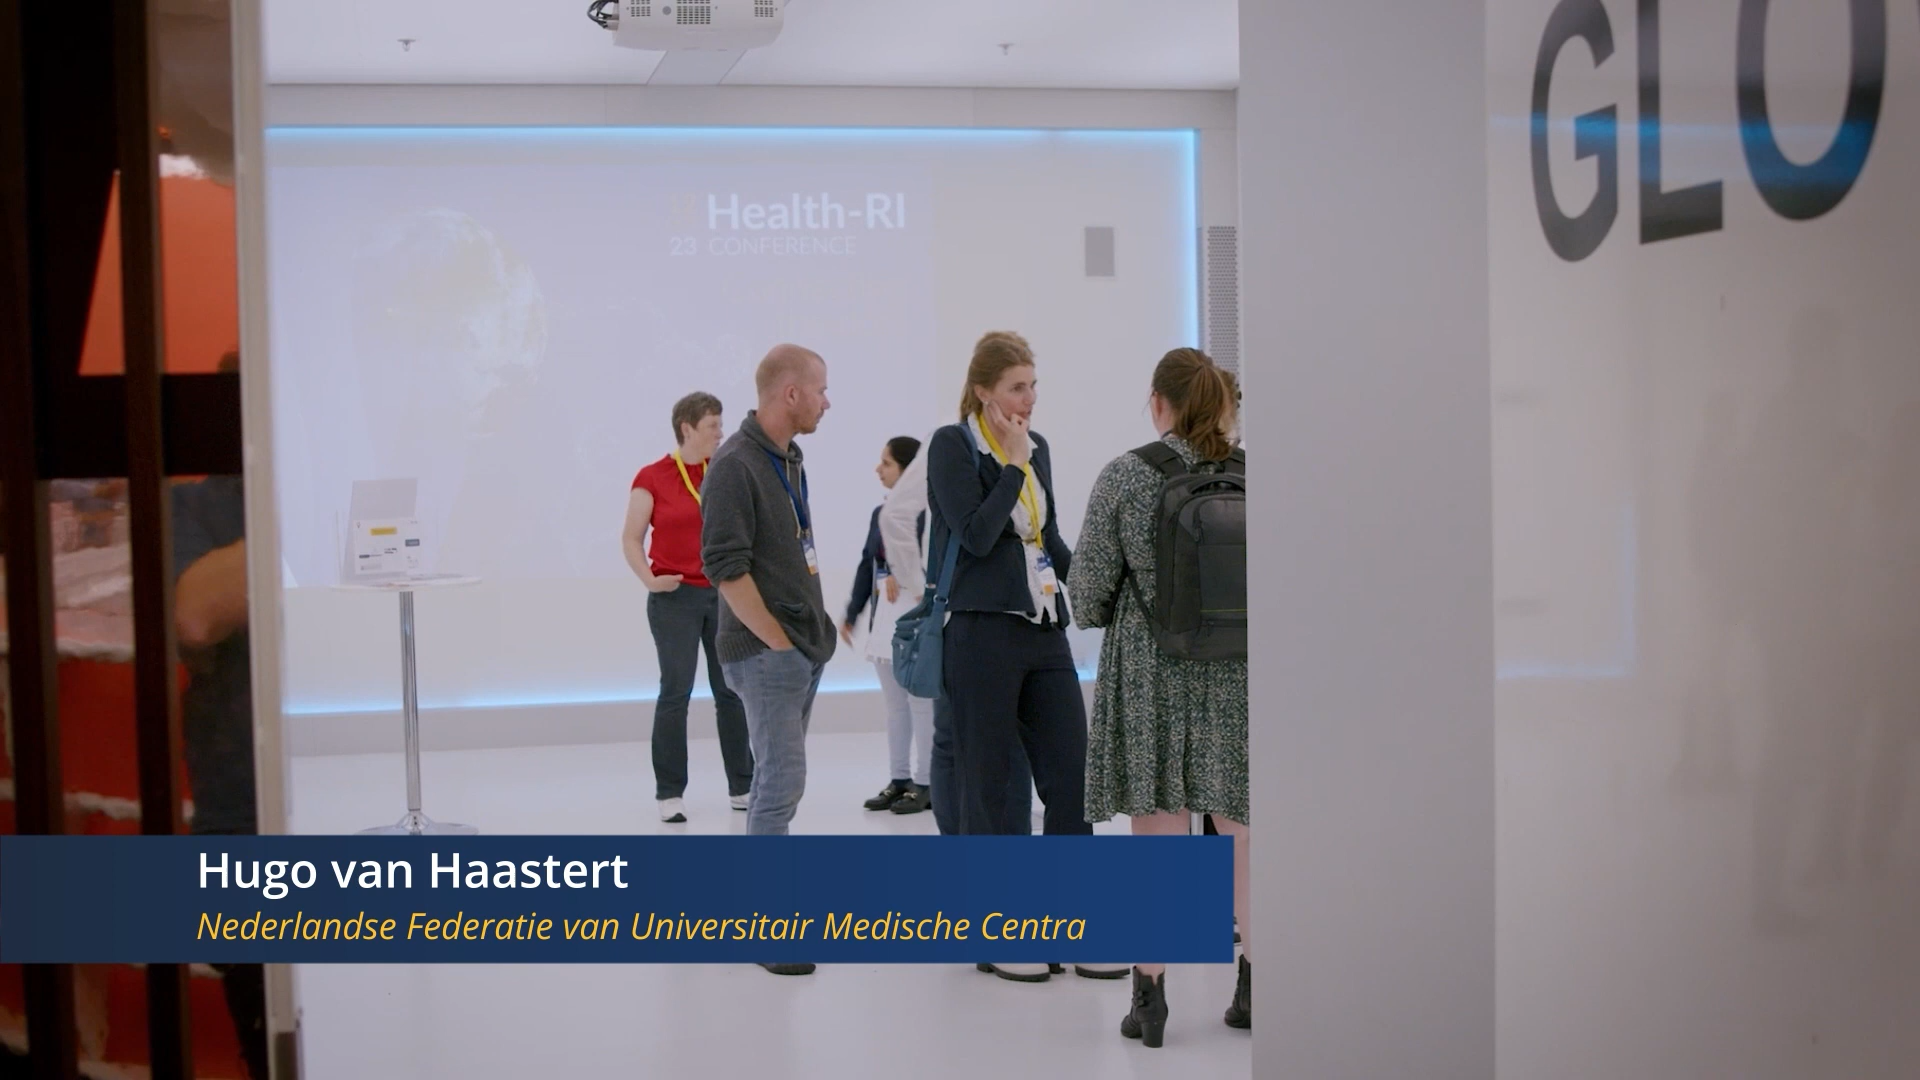 Health-RI
23 CONFERENCE
GLO
Hugo van Haastert
Nederlandse Federatie van Universitair Medische Centra